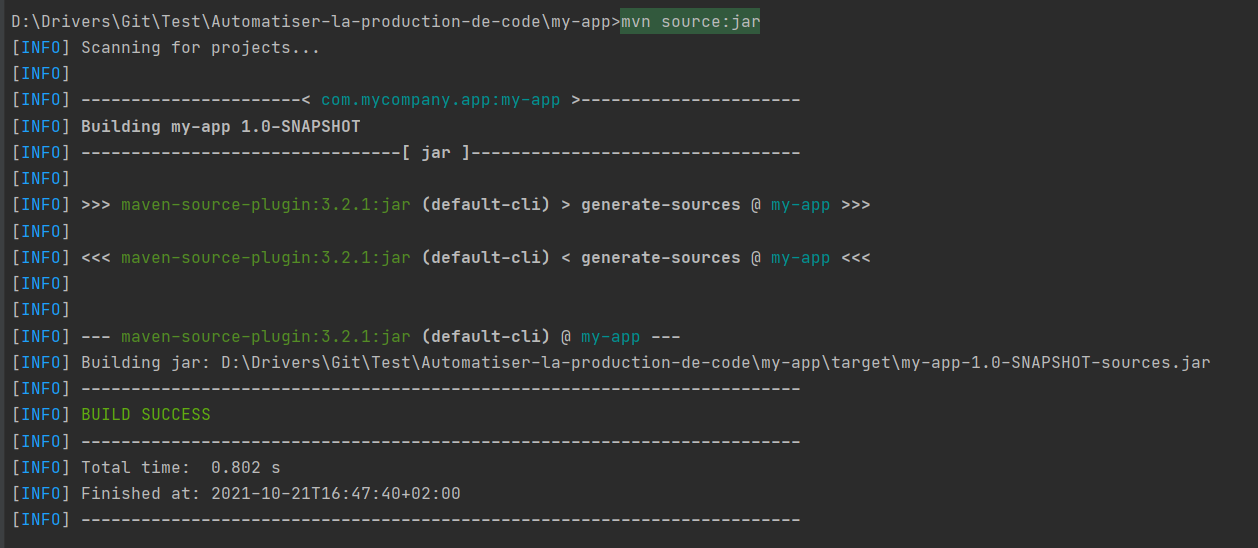 D:\Drivers\Git\Test\Automatiser-la-production-de-code\my-app>mvn source:jar
[INFO] Scanning for projects...
[INFO]
[INFO] ----------------------< com.mycompany.app:my-app >----------------------
[INFO] Building my-app 1.0-SNAPSHOT
[INFO] --------------------------------[ jar ]---------------------------------
[INFO]
[INFO] >>> maven-source-plugin:3.2.1:jar (default-cli) > generate-sources @ my-app >>>
[INFO]
[INFO] <<< maven-source-plugin:3.2.1:jar (default-cli) < generate-sources @ my-app <<<
[INFO]
[INFO]
[INFO] --- maven-source-plugin:3.2.1:jar (default-cli) @ my-app ---
[INFO] Building jar: D:\Drivers\Git\Test\Automatiser-la-production-de-code\my-app\target\my-app-1.0-SNAPSHOT-sources.jar
[INFO] ------------------------------------------------------------------------
[INFO] BUILD SUCCESS
[INFO] ------------------------------------------------------------------------
[INFO] Total time:  0.802 s
[INFO] Finished at: 2021-10-21T16:47:40+02:00
[INFO] ------------------------------------------------------------------------